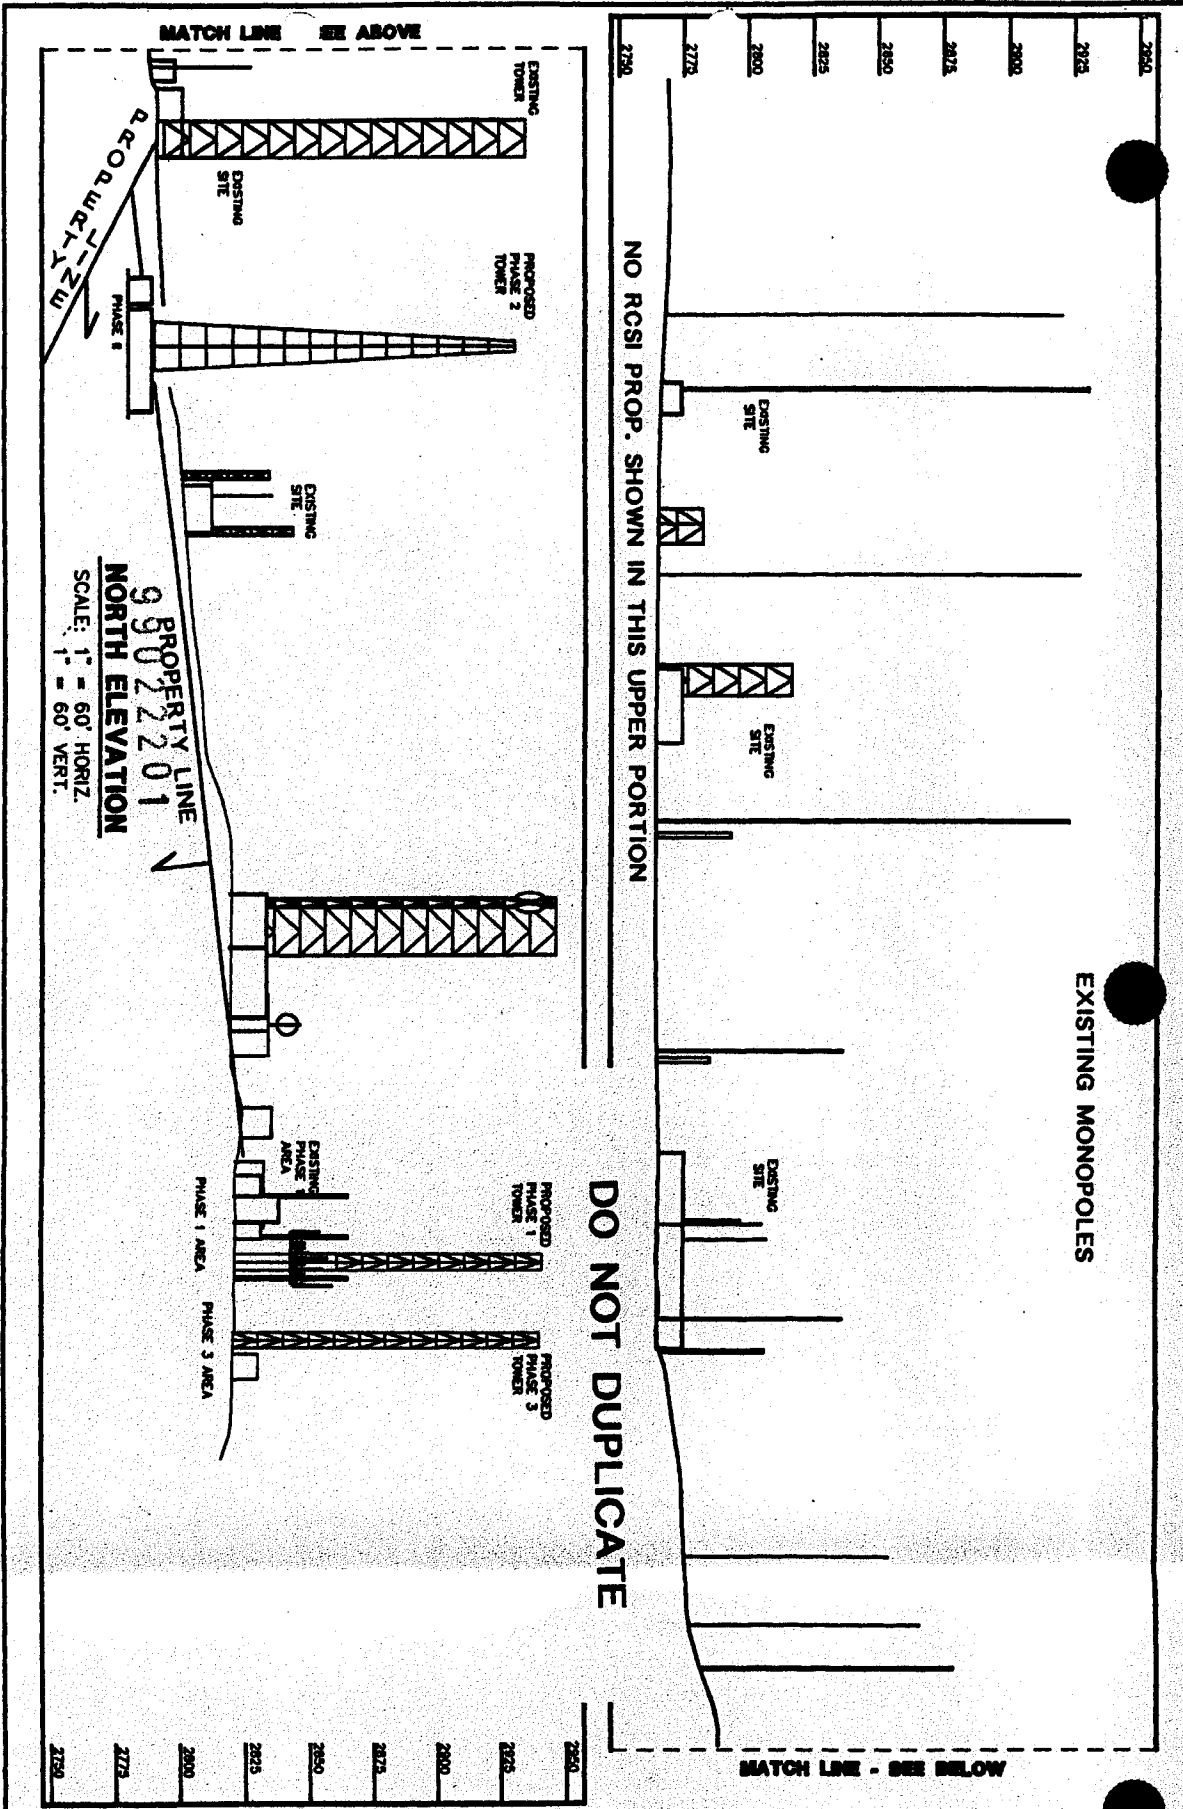 2950
2925
2900
2875
2850
2825
2800
2775
2750
EXISTING MONOPOLES
EXISTING
SITE
EXISTING
SITE
EXISTING
SITE
MATCH LINE - SEE BELOW
NO RCSI PROP. SHOWN IN THIS UPPER PORTION
DO NOT DUPLICATE
MATCH LINE
EE ABOVE
EXISTING
TOWER
EXISTING
SITE
PROPOSED
PHASE 2
TOWER
EXISTING
SITE
PROPOSED
PHASE 1
TOWER
PROPOSED
PHASE 3
TOWER
EXISTING
PHASE 1
AREA
PHASE 1 AREA
PHASE 3 AREA
PROPERTY LINE
PHASE
PROPERTY LINE
99022201
NORTH ELEVATION
SCALE: 1" = 60' HORIZ.
1" = 60' VERT.
2950
2925
2900
2875
2850
2825
2800
2775
2750